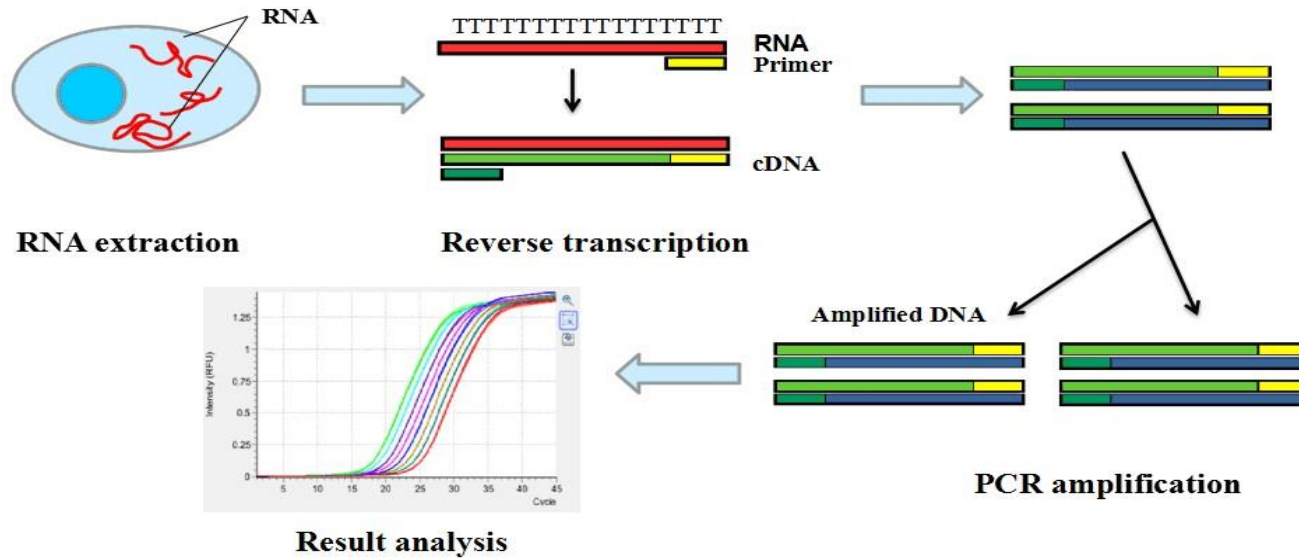 RNA
TTTTTTTTTTTTTTTTT
RNA
Primer
cDNA
RNA extraction
Reverse transcription
Amplified DNA
PCR amplification
Intensity (RFU)
1.25
1
0.75
0.5
0.25
0
5 10 15 20 25 30 35 40 45
Cycle
Result analysis